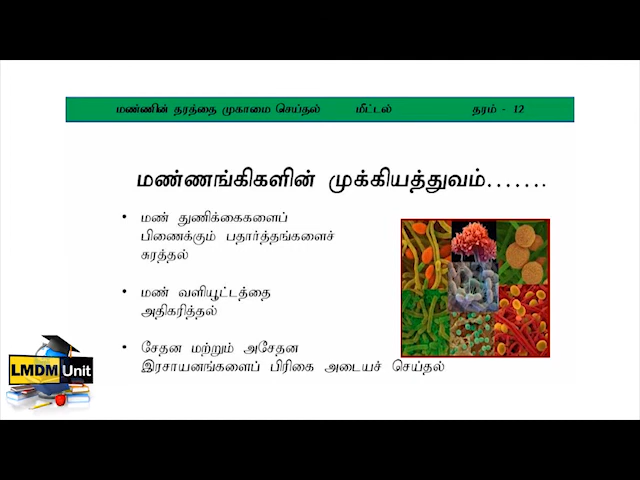 மண்ணின் தரத்தை முகாமை செய்தல் மீட்டல் தரம் - 12
மண்ணங்கிகளின் முக்கியத்துவம்…….
• மண் துணிக்கைகளைப்
பிணைக்கும் பதார்த்தங்களைச்
சுரத்தல்
• மண் வளியூட்டத்தை
அதிகரித்தல்
• சேதன மற்றும் அசேதன
இரசாயனங்களைப் பிரிகை அடையச் செய்தல்
LMDM Unit